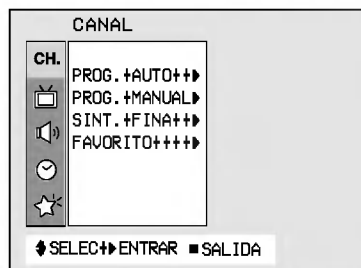 CANAL
CH.
PROG.+AUTO++▶
PROG.+MANUAL▶
SINT.+FINA++▶
FAVORITO++++▶
◆SELEC+▶ENTRAR ■SALIDA